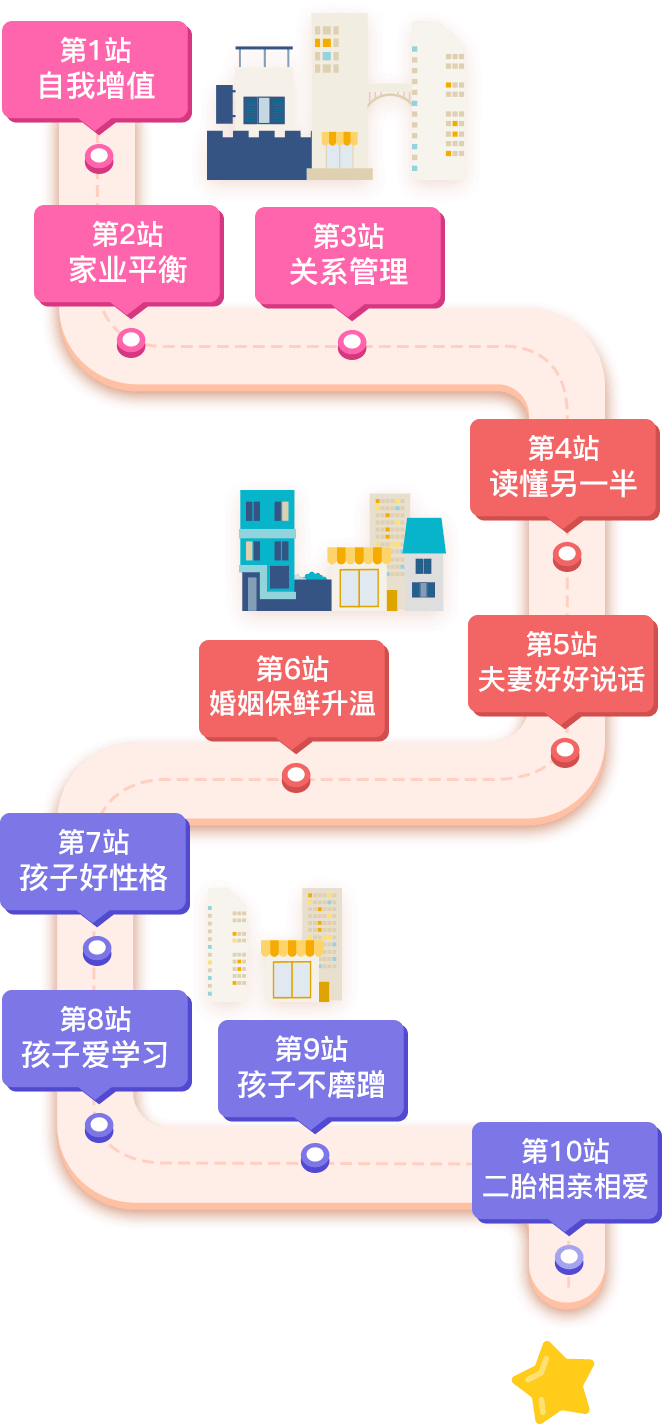 第1站
自我增值
第2站
家业平衡
第3站
关系管理
第4站
读懂另一半
第5站
夫妻好好说话
第6站
婚姻保鲜升温
第7站
孩子好性格
第8站
孩子爱学习
第9站
孩子不磨蹭
第10站
二胎相亲相爱